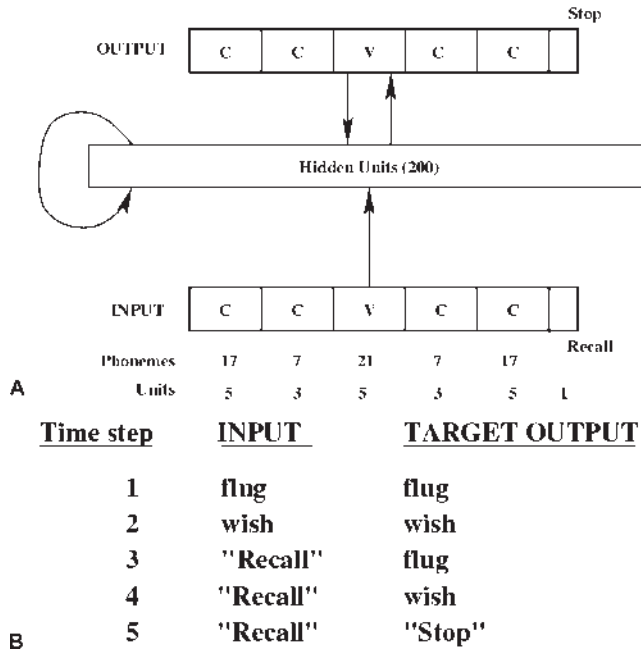 Stop
OUTPUT C C V C C
Hidden Units (200)
INPUT C C V C C
Recall
Phonemes 17 7 21 7 17
A Units 5 3 5 3 5 1
Time step INPUT TARGET OUTPUT
1 flug flug
2 wish wish
3 "Recall" flug
4 "Recall" wish
5 "Recall" "Stop"
B